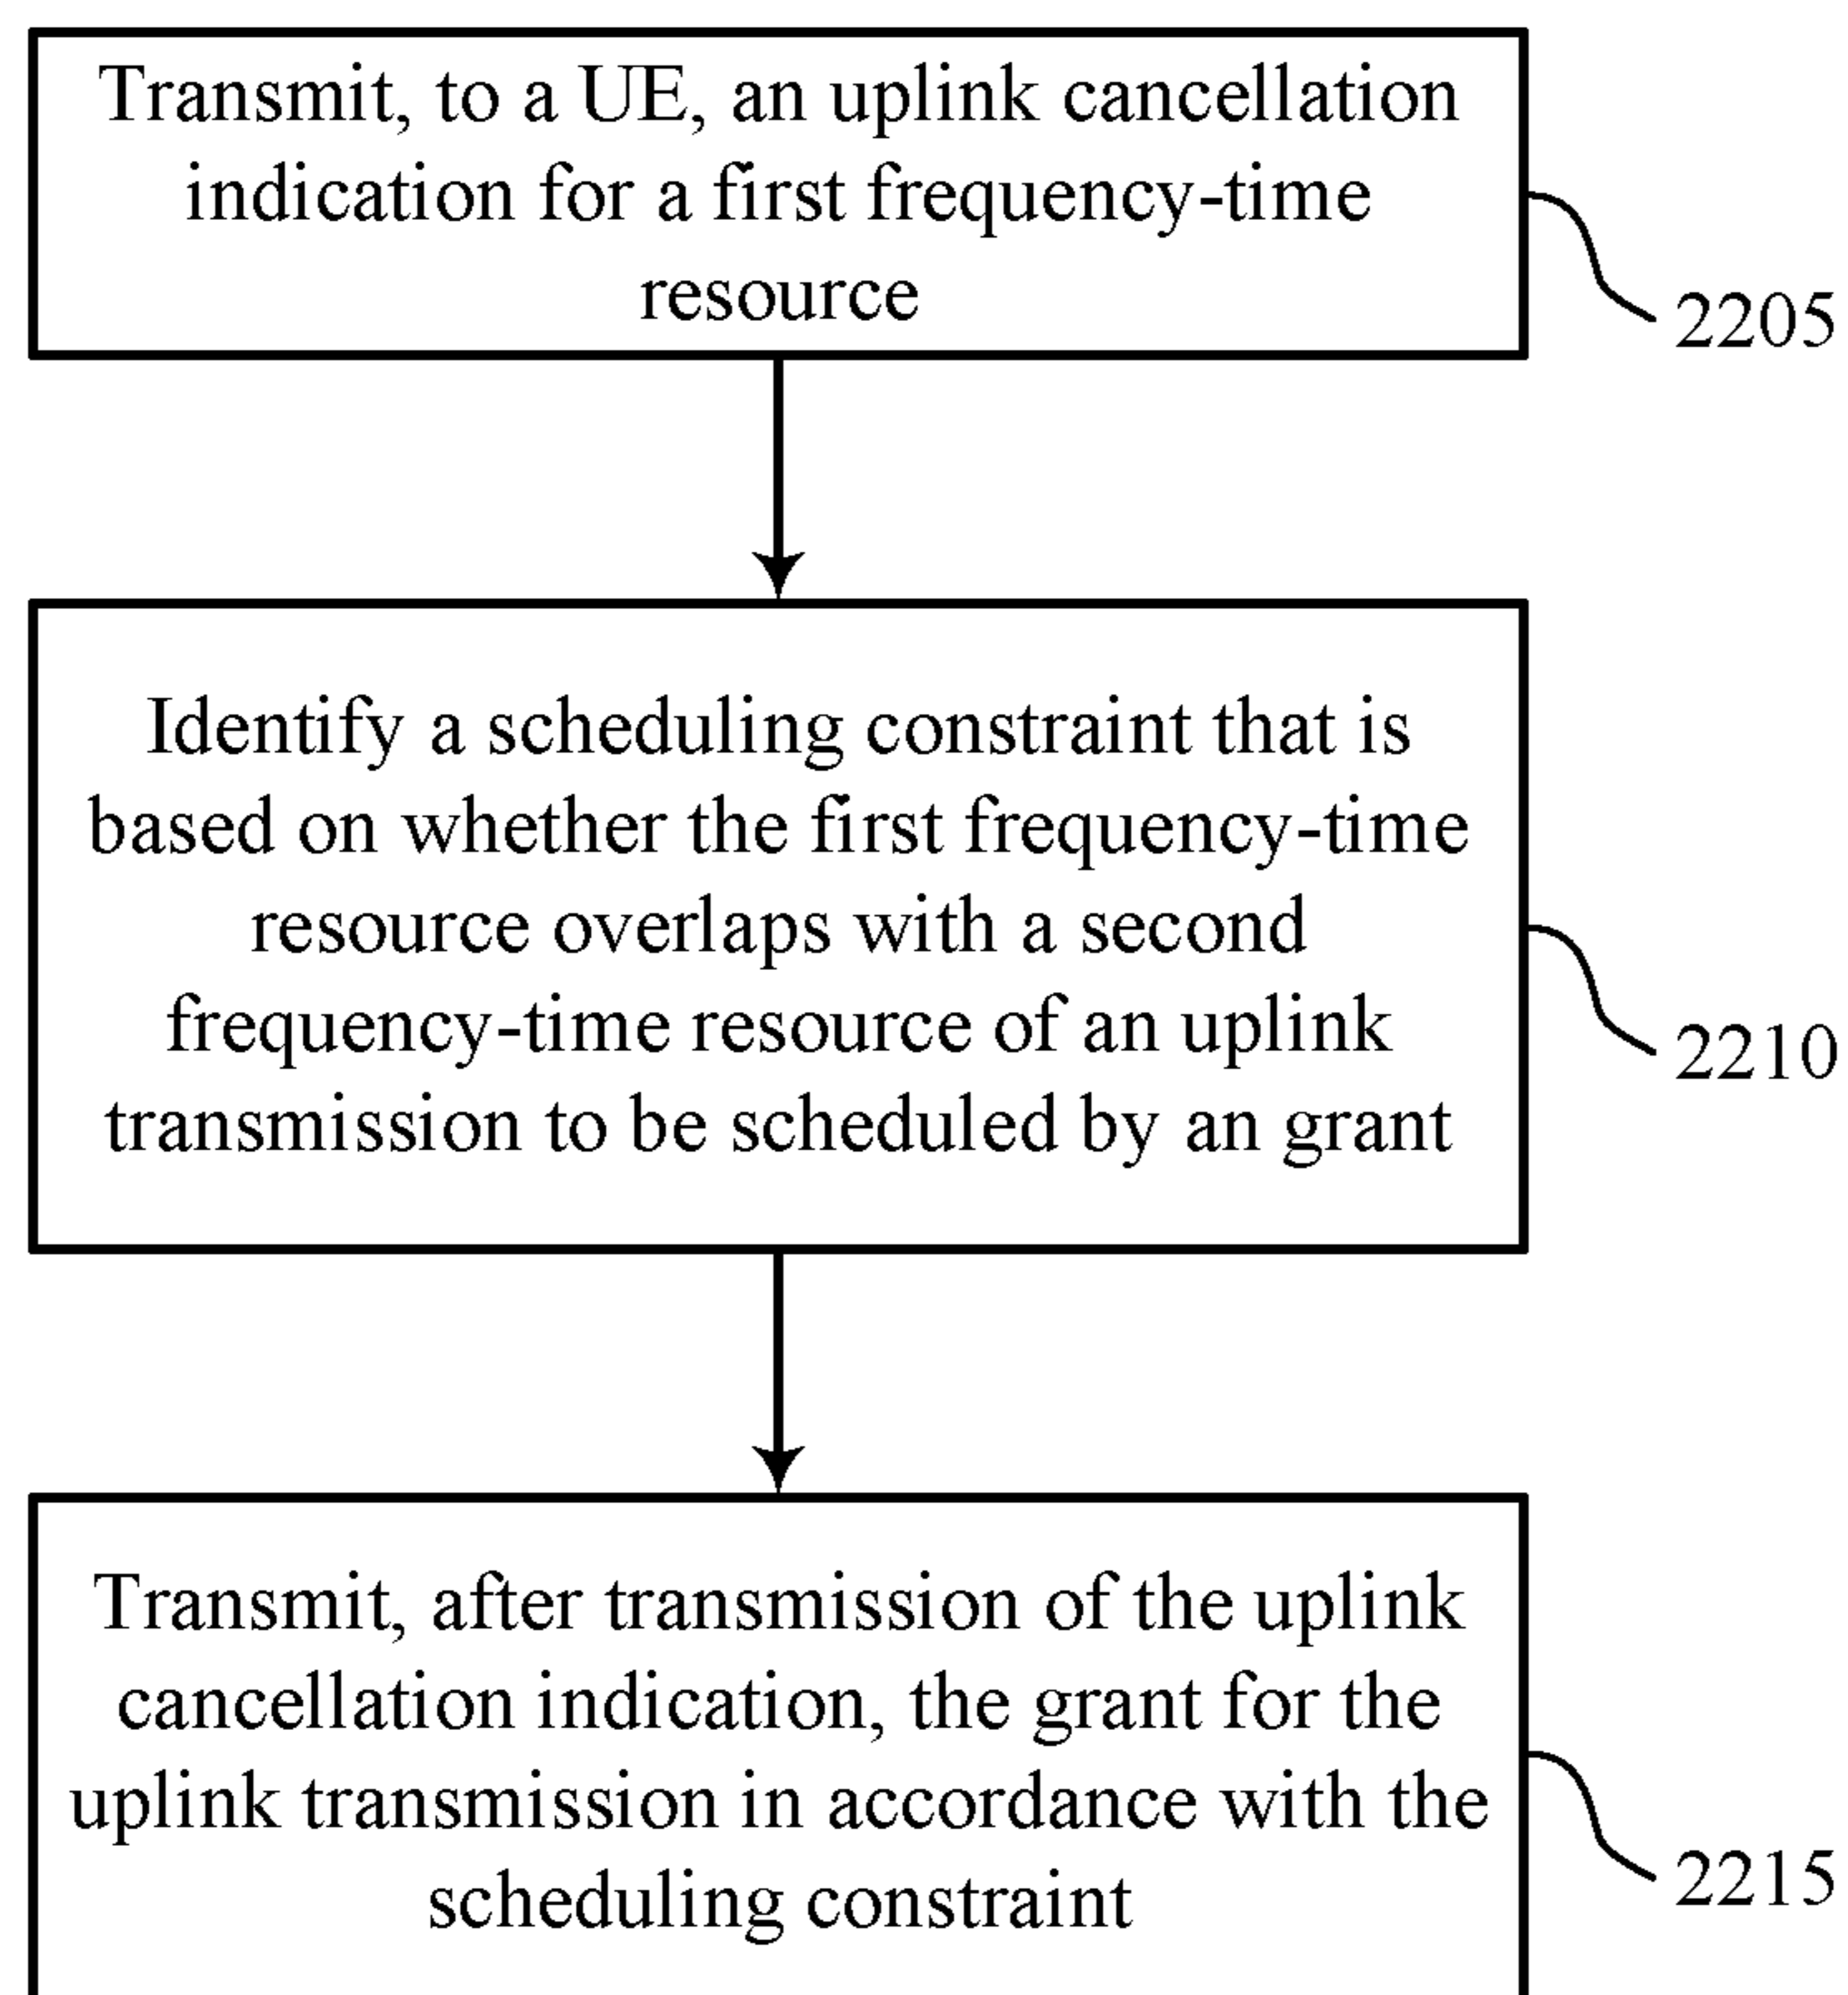 Transmit, to a UE, an uplink cancellation
indication for a first frequency-time
resource
2205
Identify a scheduling constraint that is
based on whether the first frequency-time
resource overlaps with a second
frequency-time resource of an uplink
transmission to be scheduled by an grant
2210
Transmit, after transmission of the uplink
cancellation indication, the grant for the
uplink transmission in accordance with the
scheduling constraint
2215